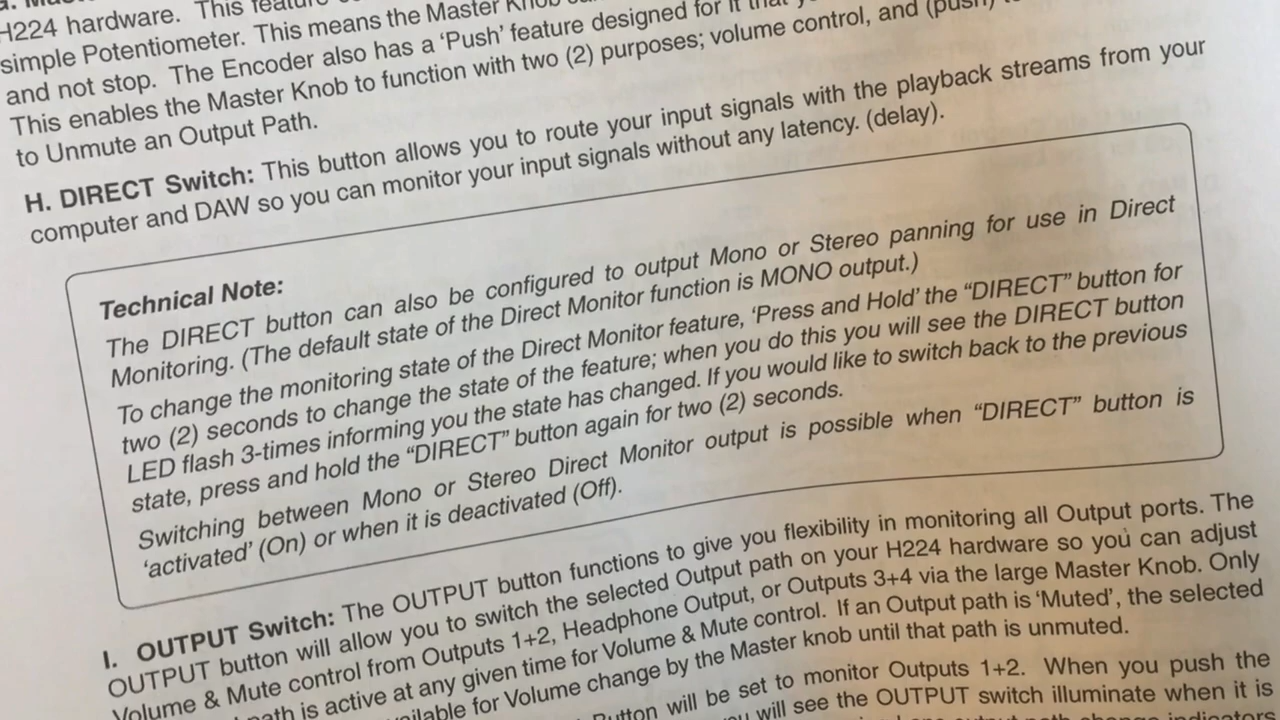 H224 hardware. This feature
simple Potentiometer. This means the Master Knob
and not stop. The Encoder also has a 'Push' feature designed for it that
This enables the Master Knob to function with two (2) purposes; volume control, and (push) to
to Unmute an Output Path.
H. DIRECT Switch: This button allows you to route your input signals with the playback streams from your
computer and DAW so you can monitor your input signals without any latency. (delay).
Technical Note:
The DIRECT button can also be configured to output Mono or Stereo panning for use in Direct
Monitoring. (The default state of the Direct Monitor function is MONO output.)
To change the monitoring state of the Direct Monitor feature, 'Press and Hold' the “DIRECT” button for
two (2) seconds to change the state of the feature; when you do this you will see the DIRECT button
LED flash 3-times informing you the state has changed. If you would like to switch back to the previous
state, press and hold the “DIRECT” button again for two (2) seconds.
Switching between Mono or Stereo Direct Monitor output is possible when “DIRECT” button is
'activated' (On) or when it is deactivated (Off).
I. OUTPUT Switch: The OUTPUT button functions to give you flexibility in monitoring all Output ports. The
OUTPUT button will allow you to switch the selected Output path on your H224 hardware so you can adjust
Volume & Mute control from Outputs 1+2, Headphone Output, or Outputs 3+4 via the large Master Knob. Only
path is active at any given time for Volume & Mute control. If an Output path is 'Muted', the selected
for Volume change by the Master knob until that path is unmuted.
Button will be set to monitor Outputs 1+2. When you push the
will see the OUTPUT switch illuminate when it is